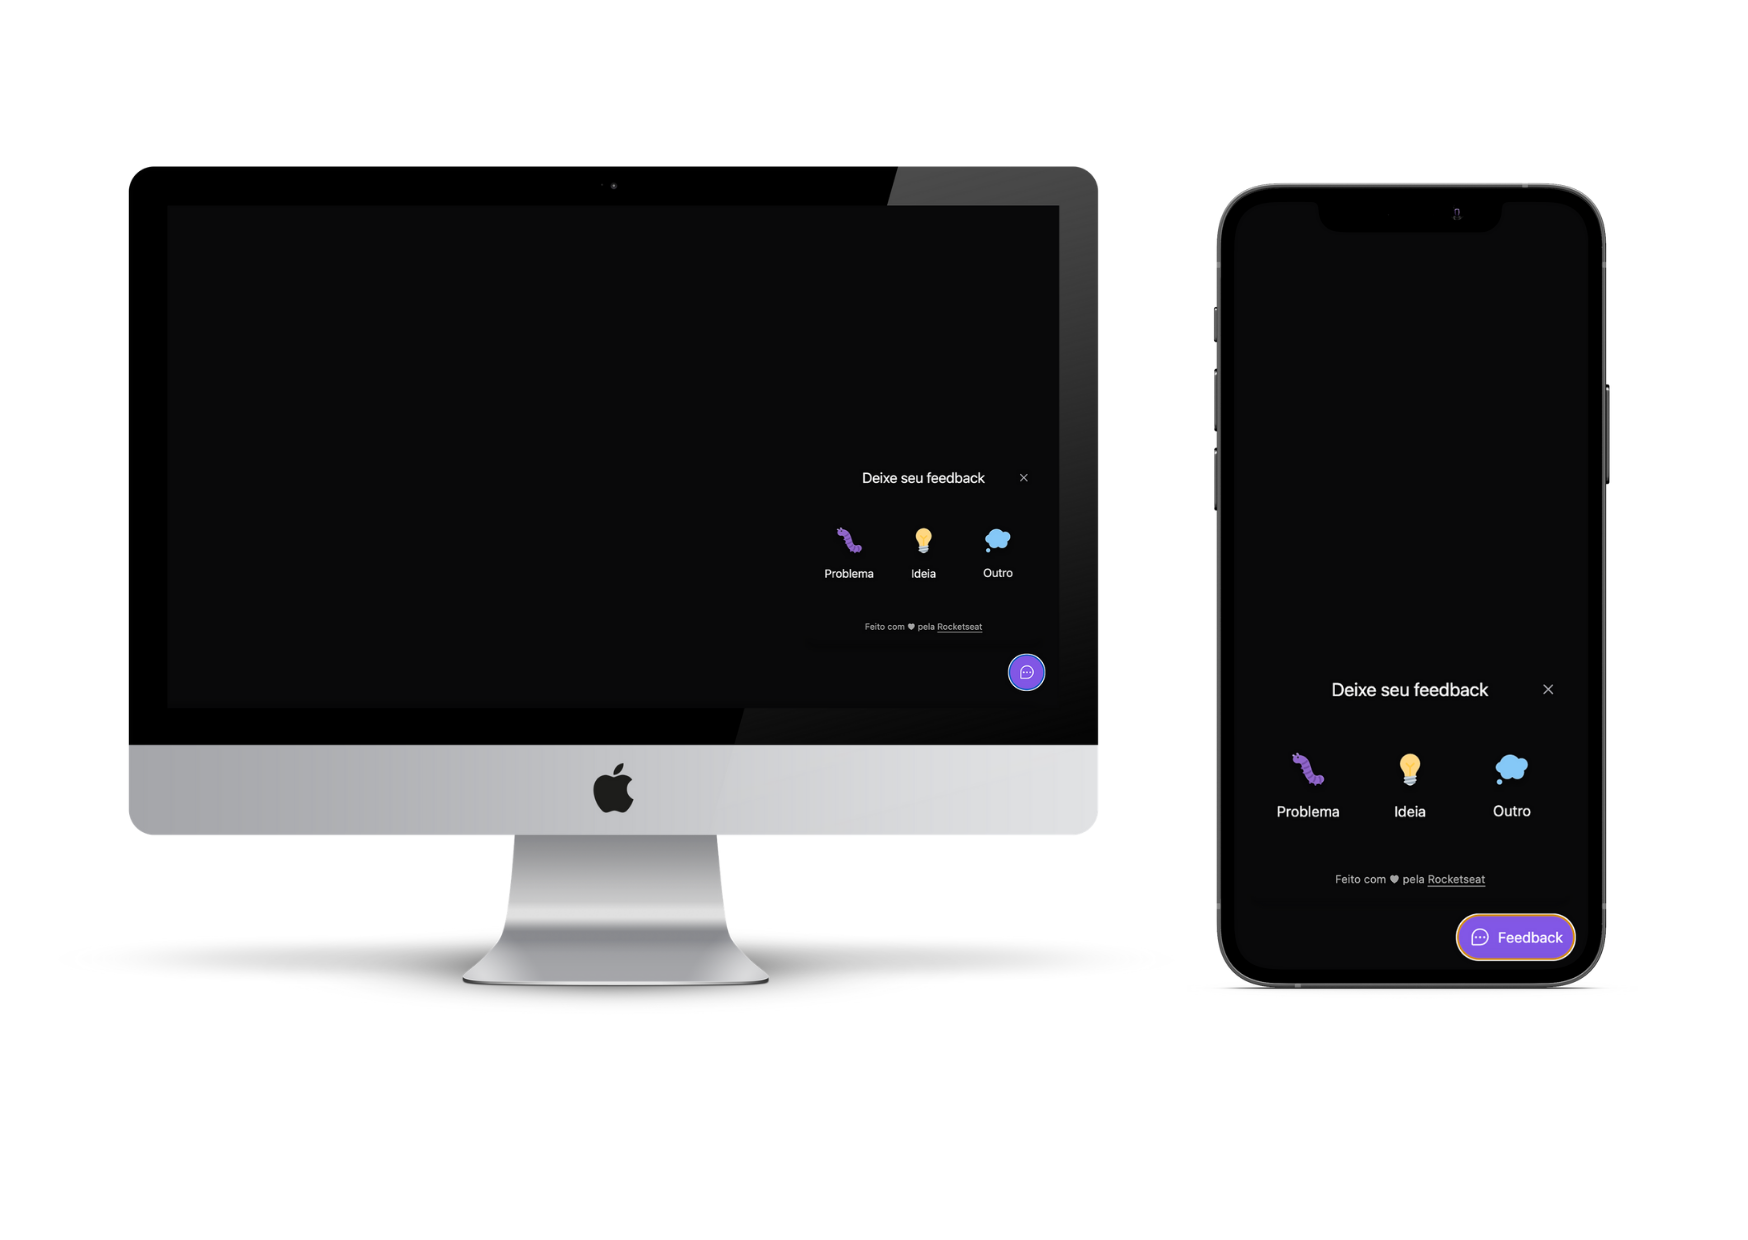 Deixe seu feedback
Problema
Ideia
Outro
Feito com ♥ pela Rocketseat
Deixe seu feedback
Problema
Ideia
Outro
Feito com ♥ pela Rocketseat
Feedback